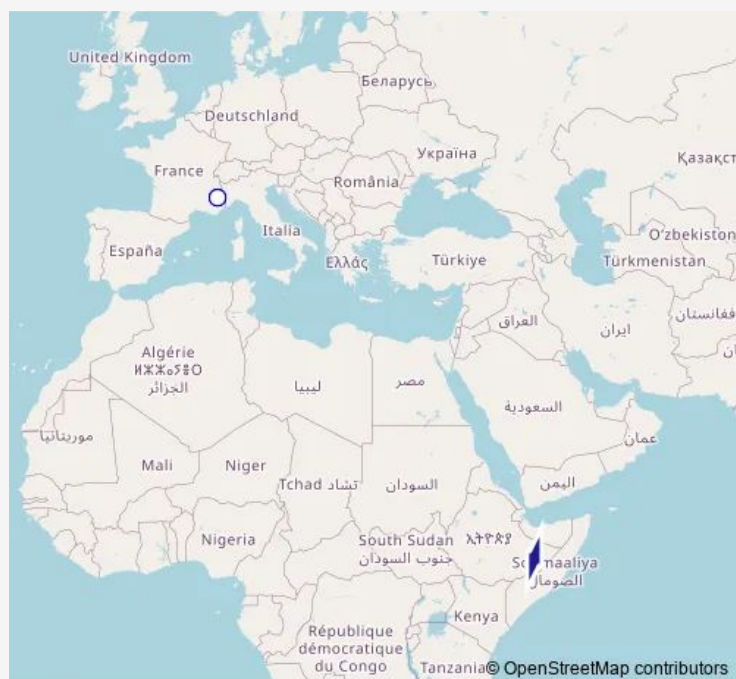 United Kingdom
Беларусь
Deutschland
Україна
Қазақст
France
România
O'zbekiston
Italia
España
Ελλάς
Türkiye
Türkmenistan
افغانستان
العراق
ایران
Algérie
ⵍⵣⵣⴰⵢⴻⵔ
الجزائر
ليبيا
مصر
السعودية
عمان
موريتانيا
Mali
Niger
Tchad تشاد
السودان
اليمن
Nigeria
South Sudan
جنوب السودان
ኢትዮጵያ
Soomaaliya
الصومال
Kenya
République
démocratique
du Congo
Tanzania
© OpenStreetMap contributors